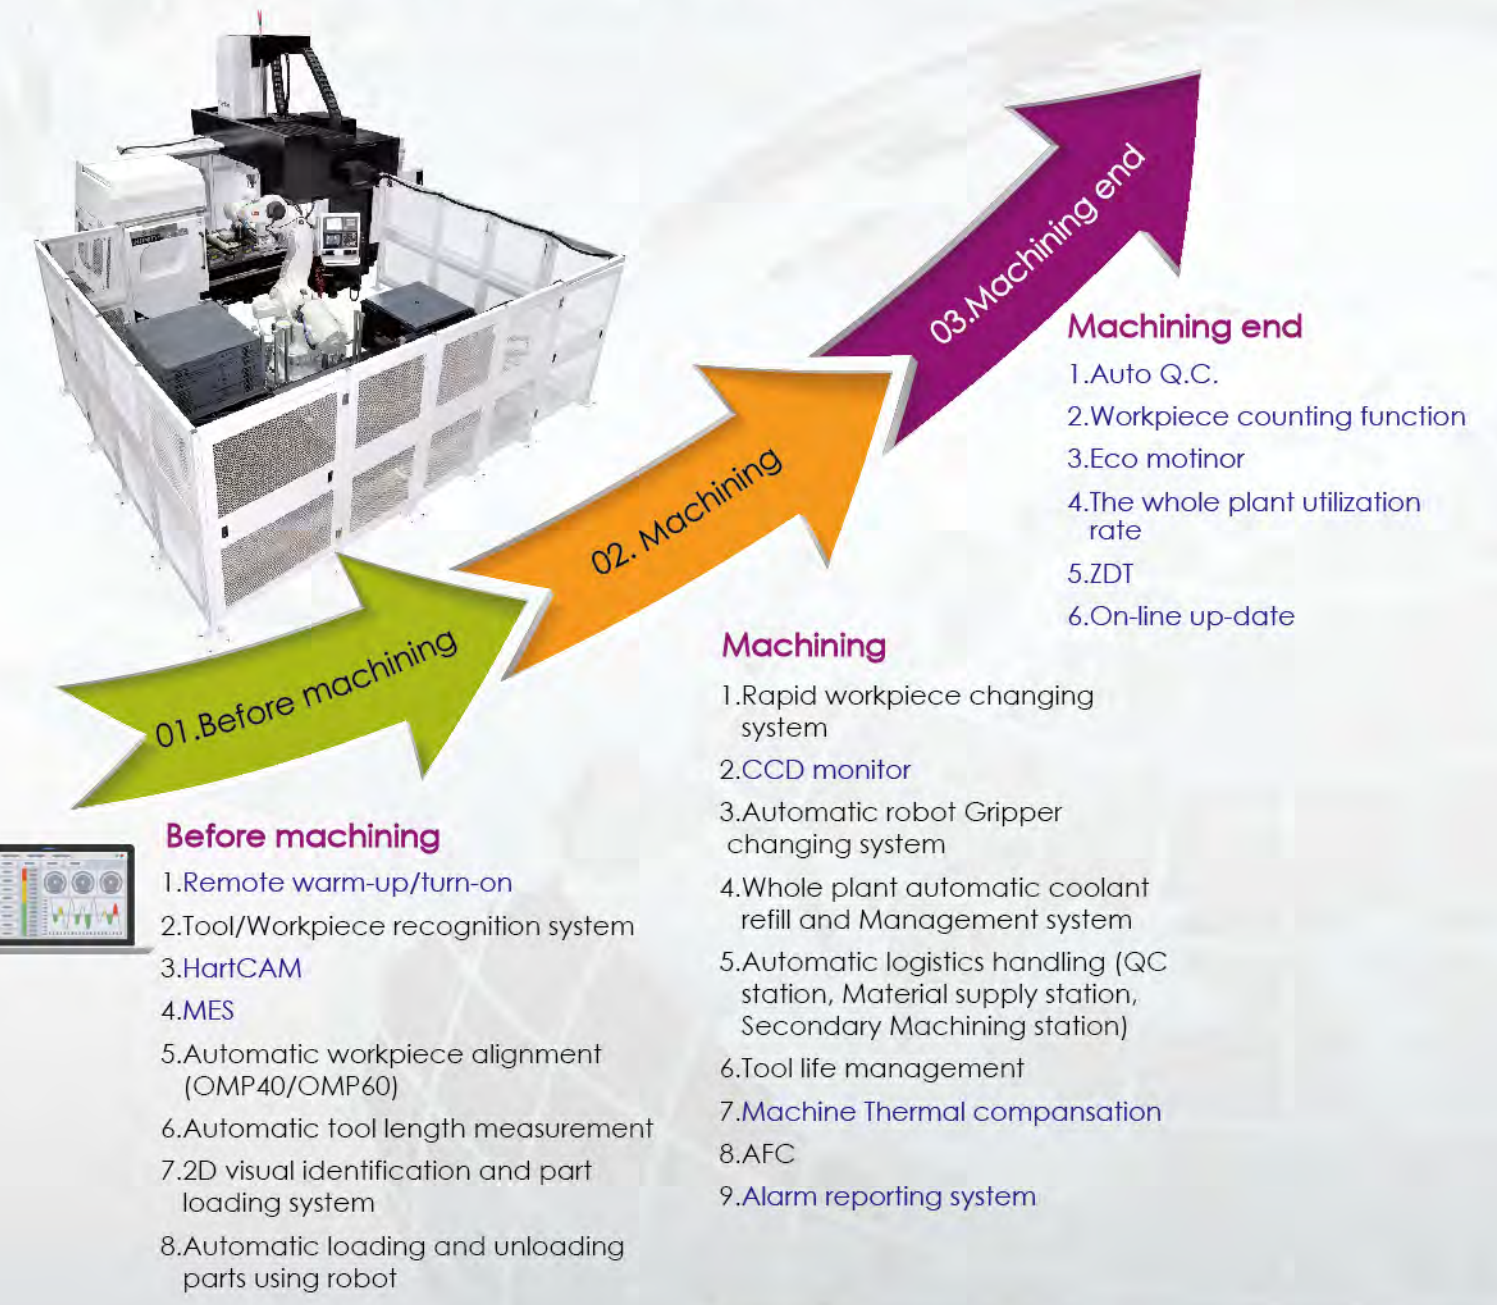 03.Machining end
Machining end
1.Auto Q.C.
2.Workpiece counting function
3.Eco motinor
4.The whole plant utilization
rate
5.ZDT
6.On-line up-date
02. Machining
Machining
1.Rapid workpiece changing
system
2.CCD monitor
3.Automatic robot Gripper
changing system
4.Whole plant automatic coolant
refill and Management system
5.Automatic logistics handling (QC
station, Material supply station,
Secondary Machining station)
6.Tool life management
7.Machine Thermal compansation
8.AFC
9.Alarm reporting system
01.Before machining
Before machining
1.Remote warm-up/turn-on
2.Tool/Workpiece recognition system
3.HartCAM
4.MES
5.Automatic workpiece alignment
(OMP40/OMP60)
6.Automatic tool length measurement
7.2D visual identification and part
loading system
8.Automatic loading and unloading
parts using robot